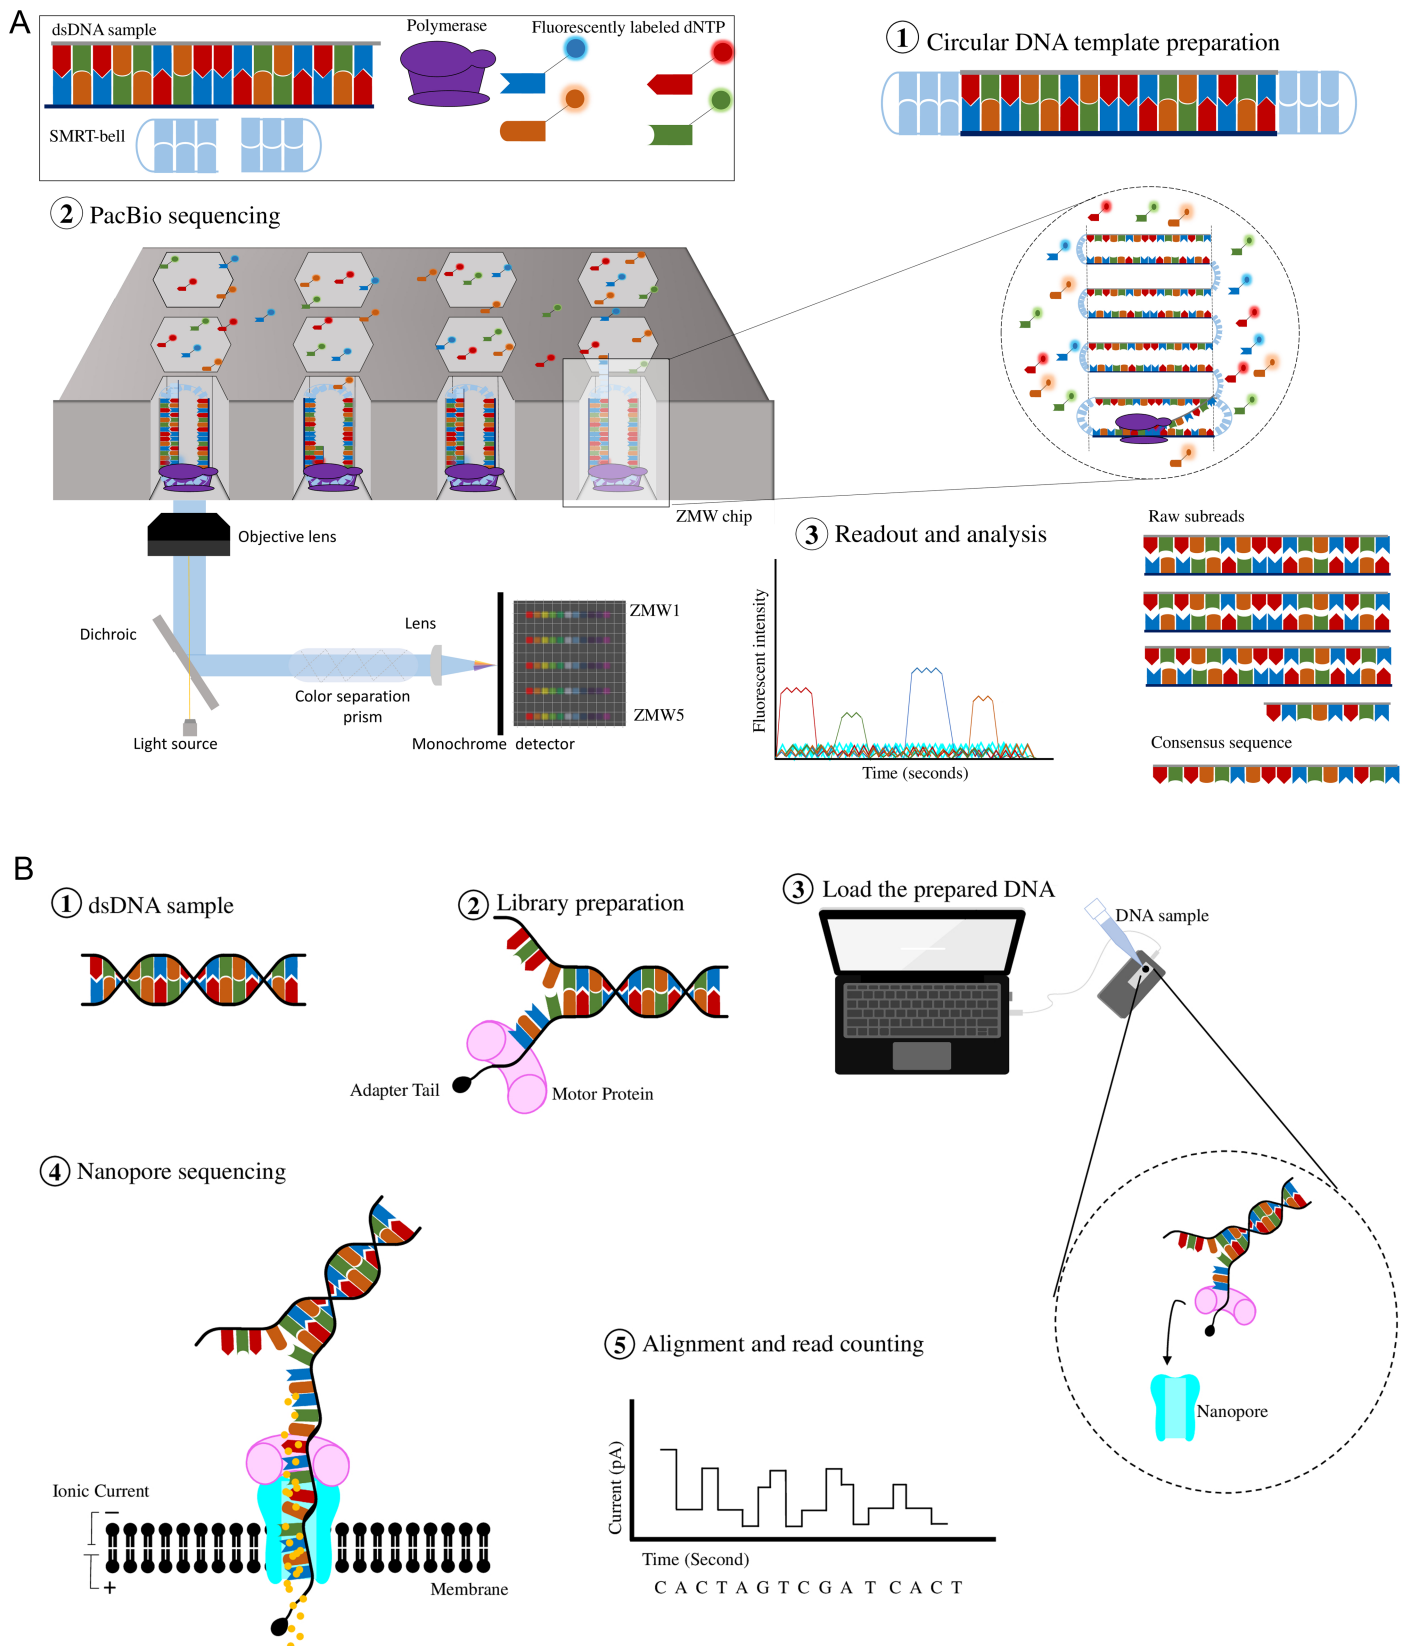 A
dsDNA sample
Polymerase
Fluorescently labeled dNTP
SMRT-bell
1 Circular DNA template preparation
2 PacBio sequencing
ZMW chip
Objective lens
Dichroic
Lens
ZMW1
Color separation
prism
ZMW5
Light source
Monochrome detector
3 Readout and analysis
Fluorescent intensity
Time (seconds)
Raw subreads
Consensus sequence
B
1 dsDNA sample
2 Library preparation
Adapter Tail
Motor Protein
3 Load the prepared DNA
DNA sample
Nanopore
4 Nanopore sequencing
Ionic Current
−
+
Membrane
5 Alignment and read counting
Current (pA)
Time (Second)
C A C T A G T C G A T C A C T